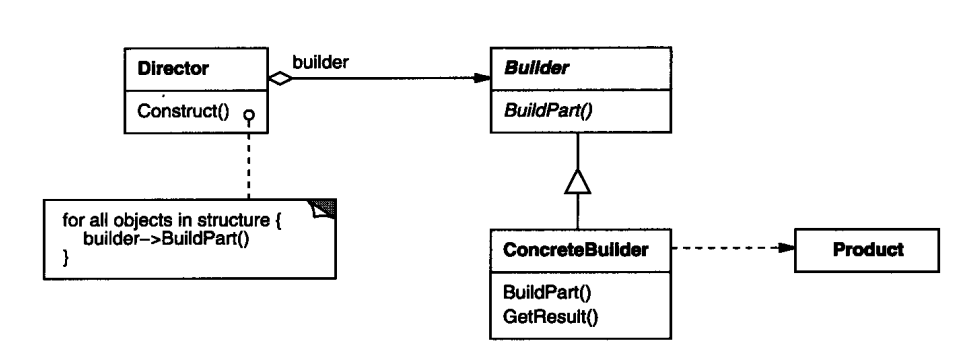 Director
Construct()
builder
Builder
BuildPart()
for all objects in structure {
builder–>BuildPart()
}
ConcreteBuilder
BuildPart()
GetResult()
Product